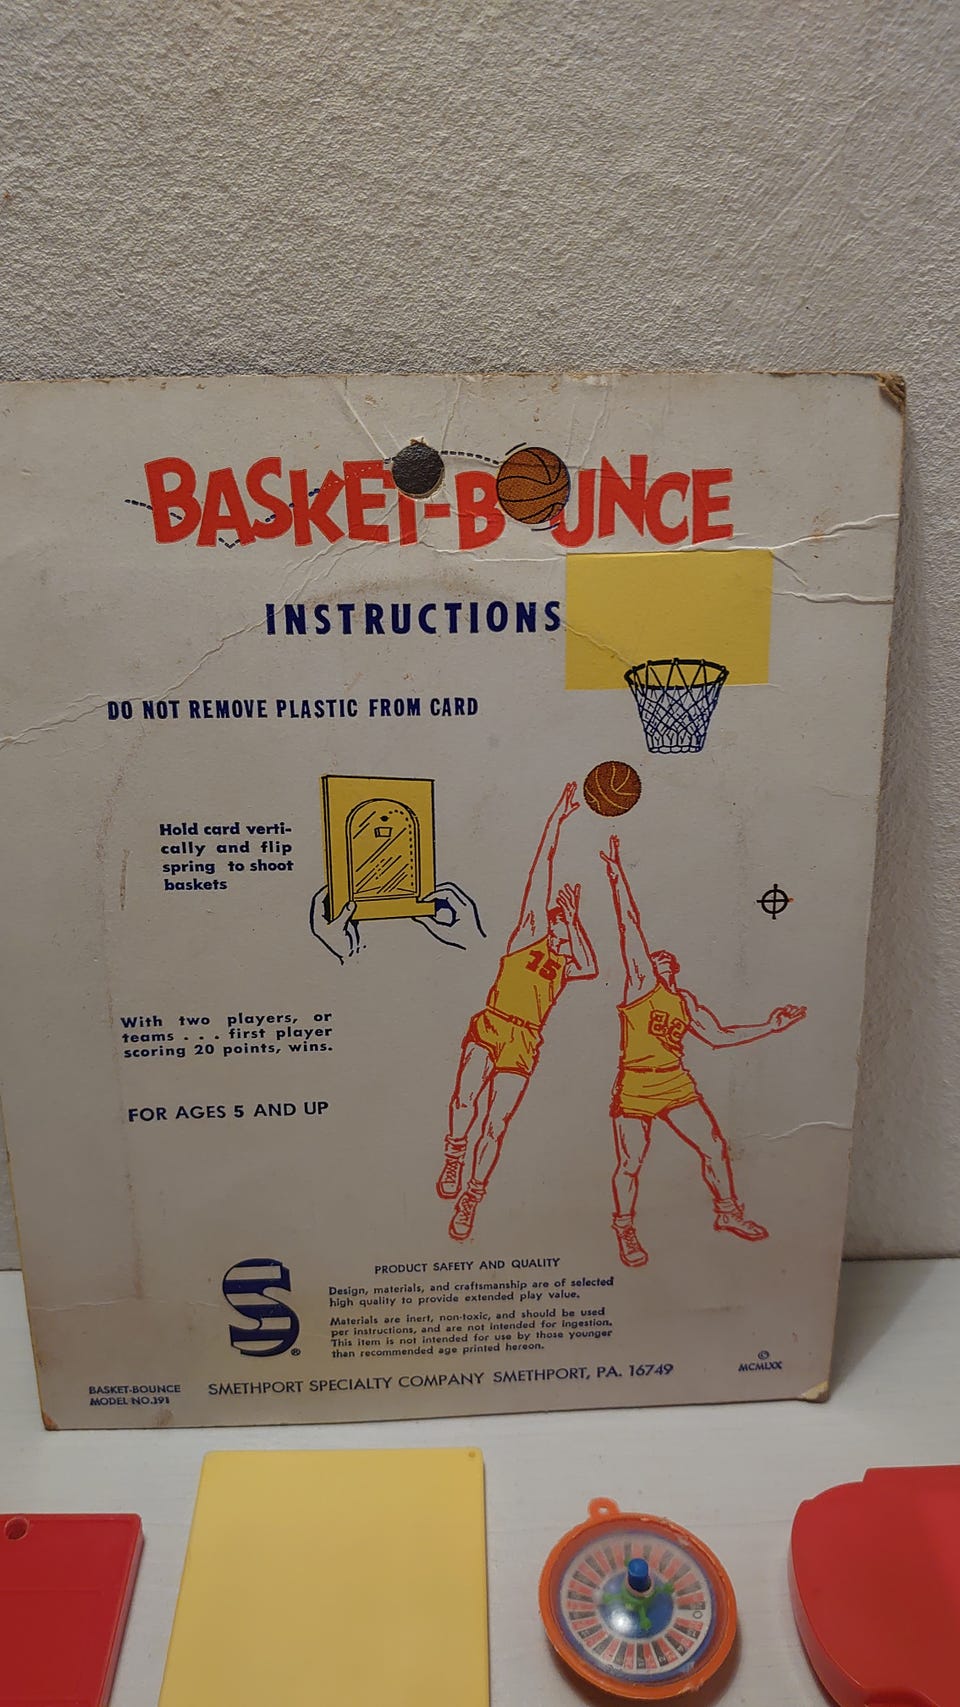 BASKET-BOUNCE
INSTRUCTIONS
DO NOT REMOVE PLASTIC FROM CARD
Hold card verti-
cally and flip
spring to shoot
baskets
15
With two players, or
teams . . . first player
scoring 20 points, wins.
FOR AGES 5 AND UP
S®
PRODUCT SAFETY AND QUALITY
Design, materials, and craftsmanship are of selected
high quality to provide extended play value.
Materials are inert, non-toxic, and should be used
per instructions, and are not intended for ingestion.
This item is not intended for use by those younger
than recommended age printed hereon.
BASKET-BOUNCE
MODEL NO.391
SMETHPORT SPECIALTY COMPANY SMETHPORT, PA. 16749
©
MCMLXX